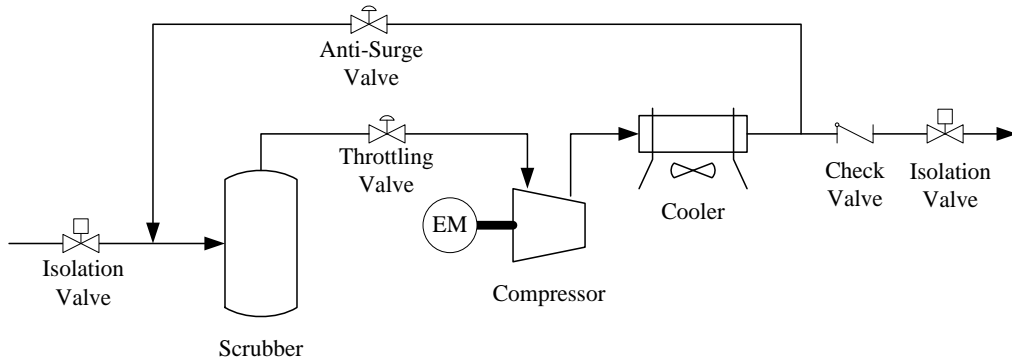 Anti-Surge
Valve
Throttling
Valve
Check
Valve
Isolation
Valve
Cooler
EM
Isolation
Valve
Compressor
Scrubber